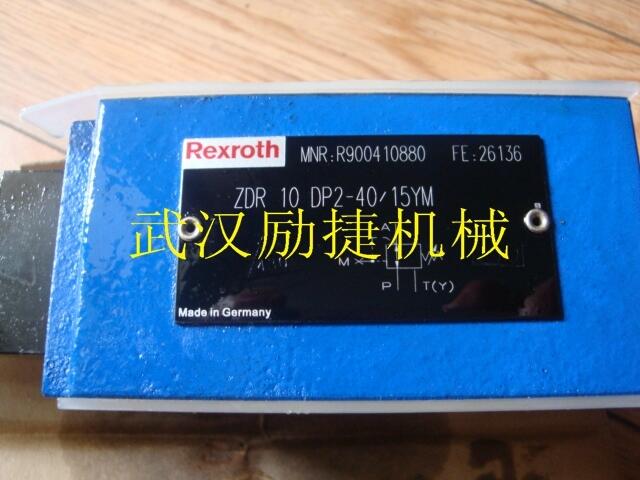 Rexroth MNR:R900410880 FE:26136
ZDR 10 DP2-40/15YM
武汉励捷机械
A
M
P T(Y)
Made in Germany